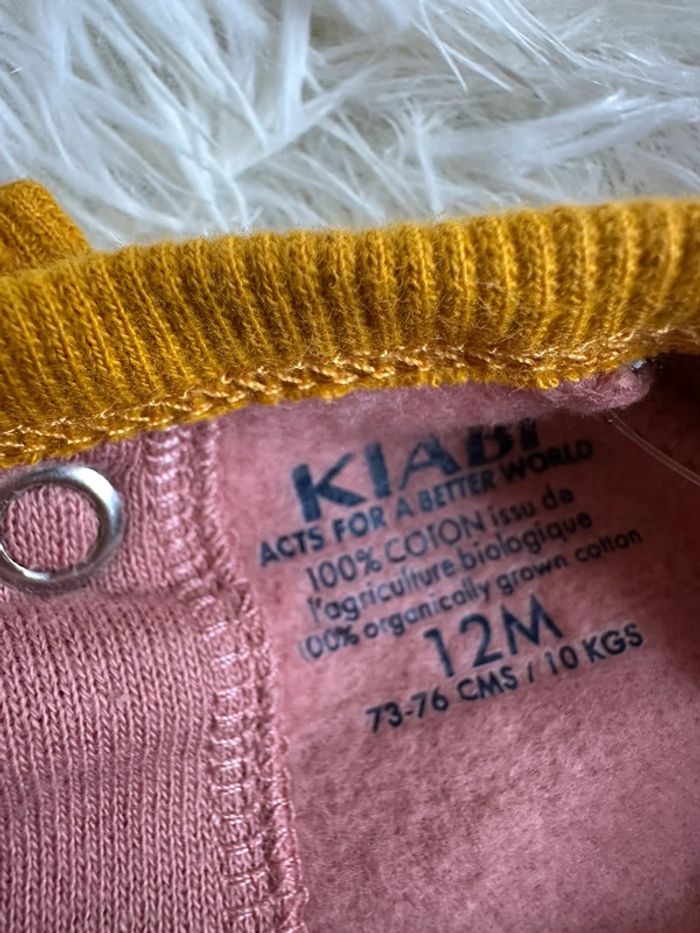 KIABI
ACTS FOR A BETTER WORLD
100% COTON issu de
l'agriculture biologique
100% organically grown cotton
12M
73-76 CMS / 10 KGS